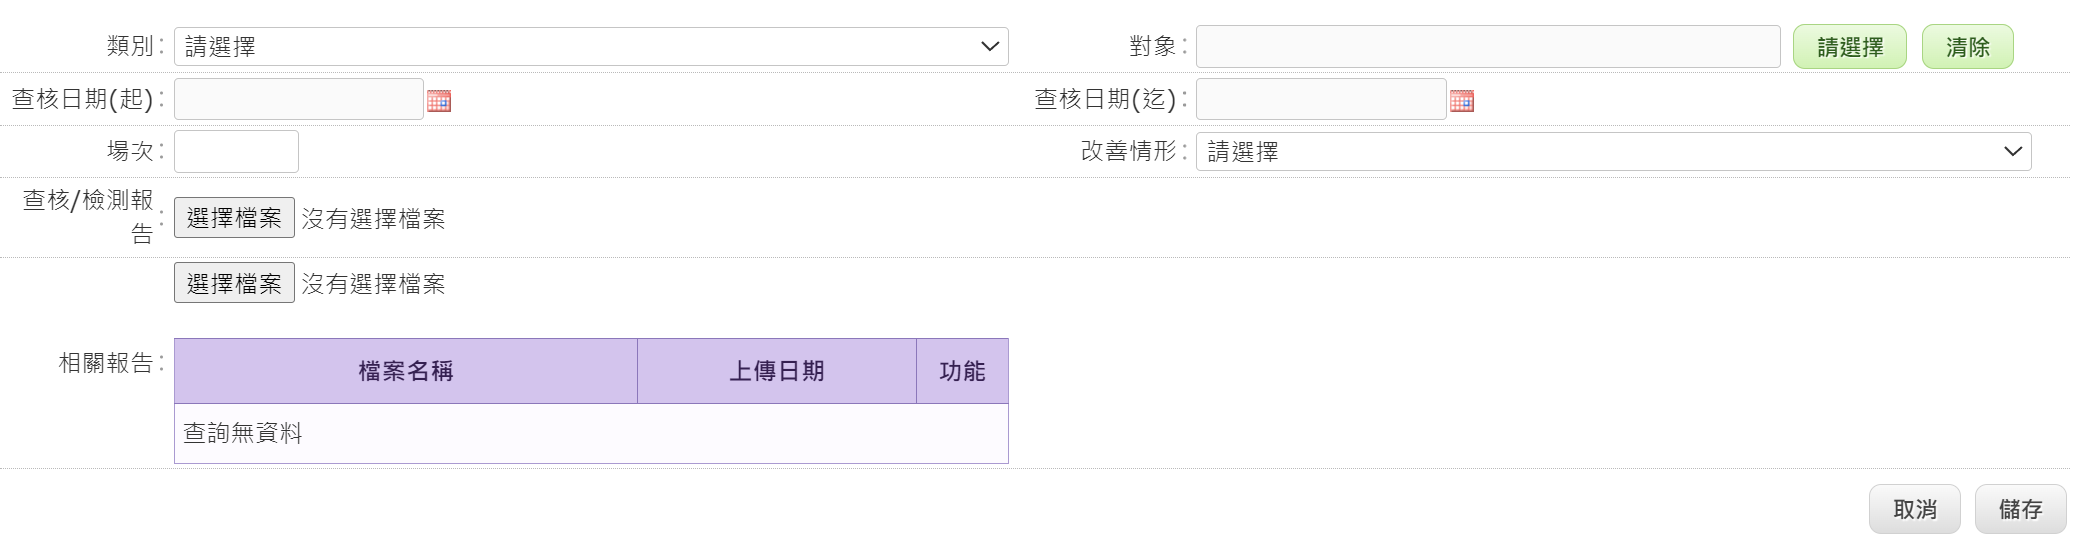 類別： 請選擇 對象： 請選擇 清除
查核日期(起)： 查核日期(迄)：
場次： 改善情形： 請選擇
查核/檢測報
告： 選擇檔案 沒有選擇檔案
選擇檔案 沒有選擇檔案
相關報告：
檔案名稱 上傳日期 功能
查詢無資料
取消 儲存